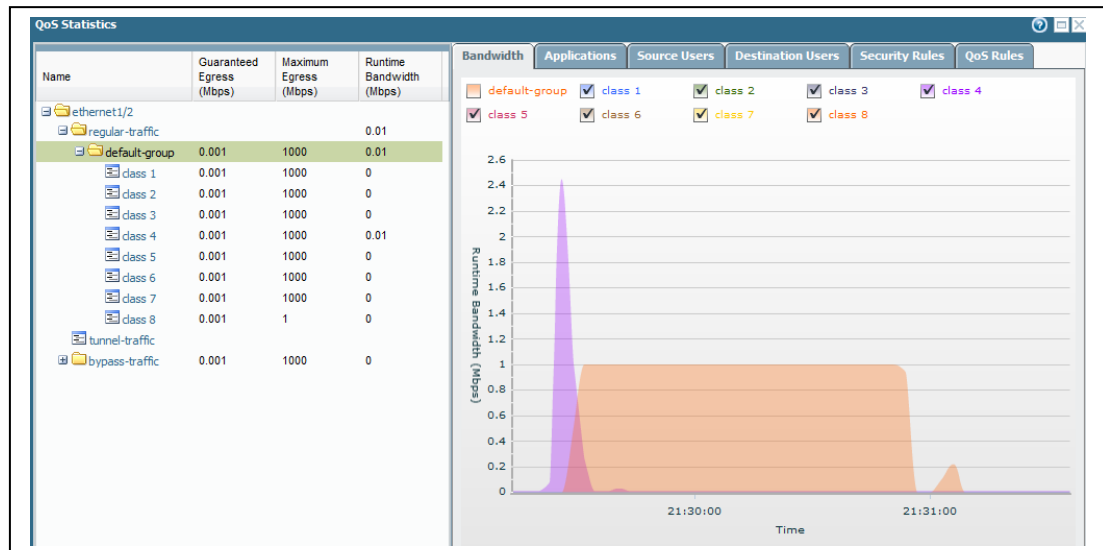 QoS Statistics
Name Guaranteed Egress (Mbps) Maximum Egress (Mbps) Runtime Bandwidth (Mbps)
ethernet1/2
regular-traffic 0.01
default-group 0.001 1000 0.01
class 1 0.001 1000 0
class 2 0.001 1000 0
class 3 0.001 1000 0
class 4 0.001 1000 0.01
class 5 0.001 1000 0
class 6 0.001 1000 0
class 7 0.001 1000 0
class 8 0.001 1 0
tunnel-traffic
bypass-traffic 0.001 1000 0
Bandwidth Applications Source Users Destination Users Security Rules QoS Rules
default-group class 1 class 2 class 3 class 4
class 5 class 6 class 7 class 8
Runtime Bandwidth (Mbps)
2.6
2.4
2.2
2
1.8
1.6
1.4
1.2
1
0.8
0.6
0.4
0.2
0
21:30:00 21:31:00
Time